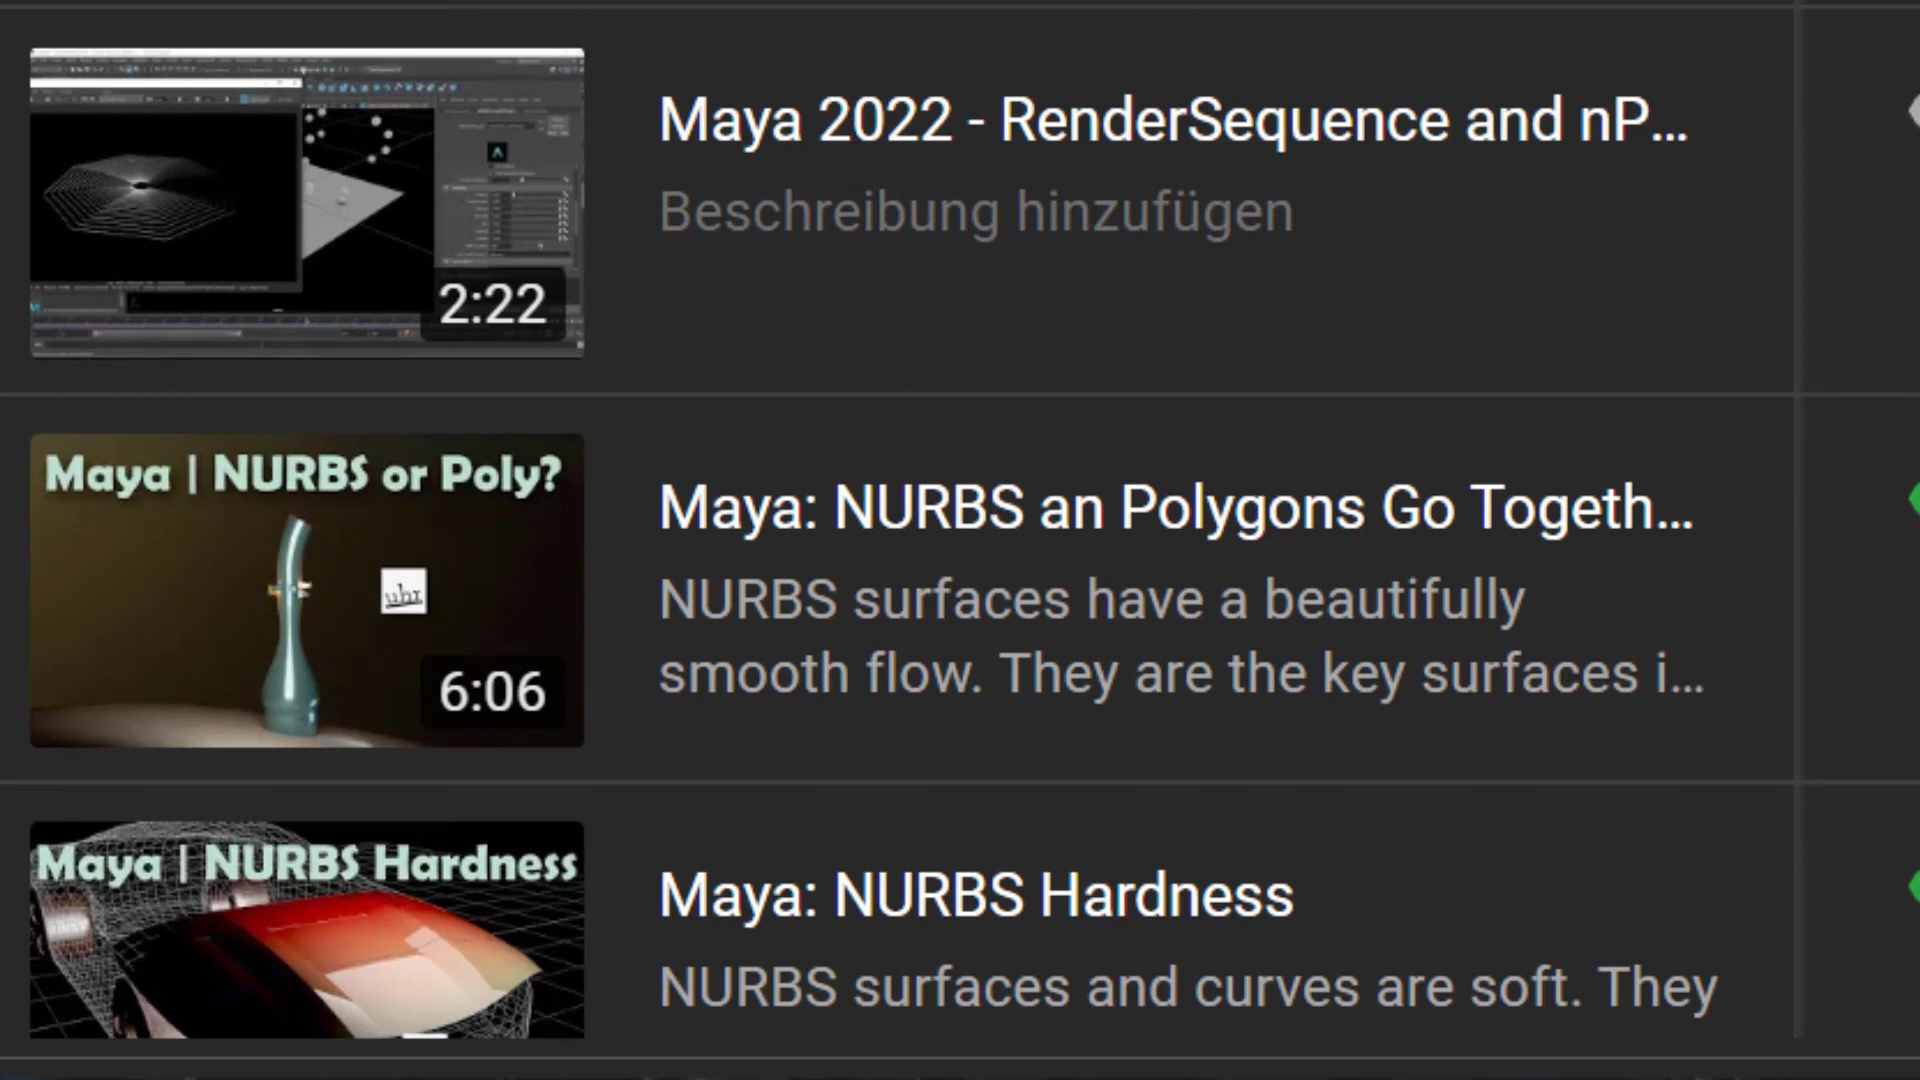 Maya 2022 - RenderSequence and nP...
Beschreibung hinzufügen
2:22
Maya | NURBS or Poly?
uhr
6:06
Maya: NURBS an Polygons Go Togeth...
NURBS surfaces have a beautifully
smooth flow. They are the key surfaces i...
Maya | NURBS Hardness
Maya: NURBS Hardness
NURBS surfaces and curves are soft. They